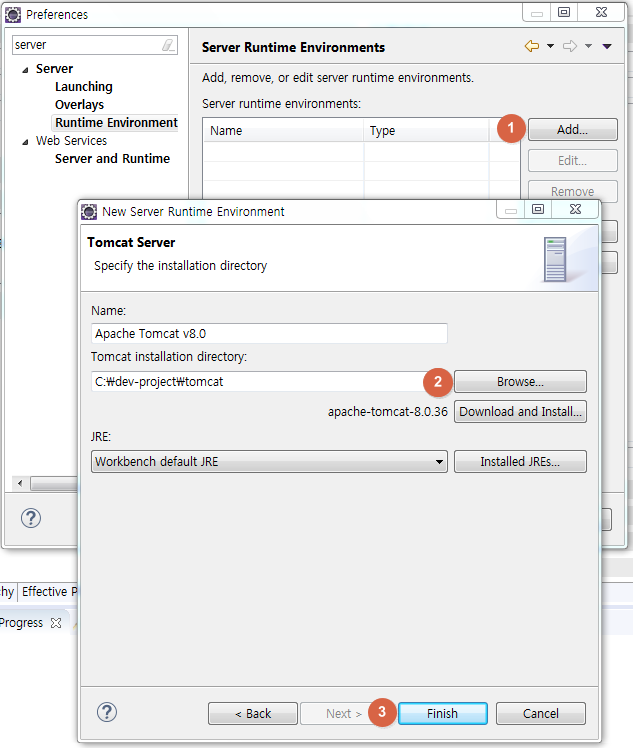 Preferences
server
Server
Launching
Overlays
Runtime Environment
Web Services
Server and Runtime
Server Runtime Environments
Add, remove, or edit server runtime environments.
Server runtime environments:
Name Type
1 Add...
Edit...
Remove
New Server Runtime Environment
Tomcat Server
Specify the installation directory
Name:
Apache Tomcat v8.0
Tomcat installation directory:
C:₩dev-project₩tomcat 2 Browse...
apache-tomcat-8.0.36 Download and Install...
JRE:
Workbench default JRE Installed JREs...
?
?
< Back Next > 3 Finish Cancel
hy Effective P
Progress